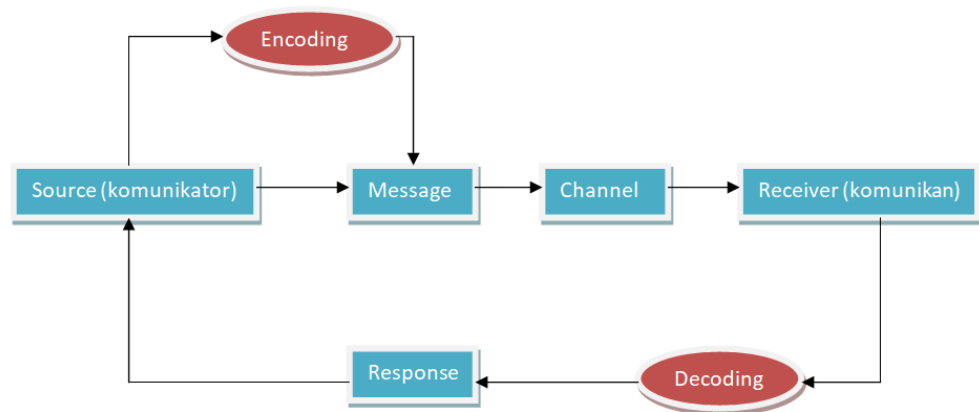 Encoding
Source (komunikator)
Message
Channel
Receiver (komunikan)
Response
Decoding